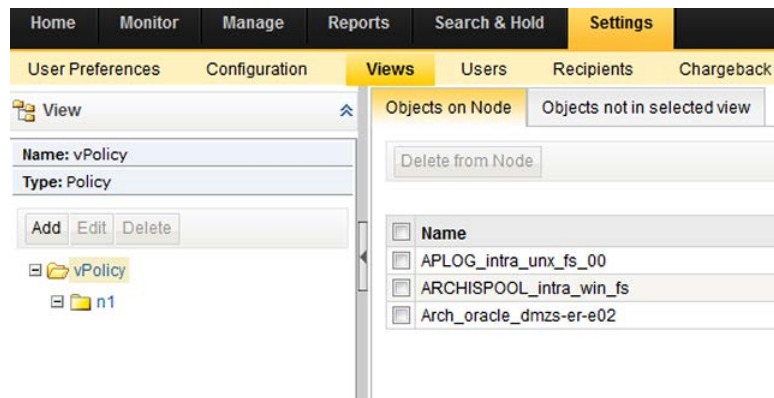 Home Monitor Manage Reports Search & Hold Settings
User Preferences Configuration Views Users Recipients Chargeback
View
Name: vPolicy
Type: Policy
Add Edit Delete
vPolicy
n1
Objects on Node Objects not in selected view
Delete from Node
Name
APLOG_intra_unx_fs_00
ARCHISPOOL_intra_win_fs
Arch_oracle_dmzs-er-e02